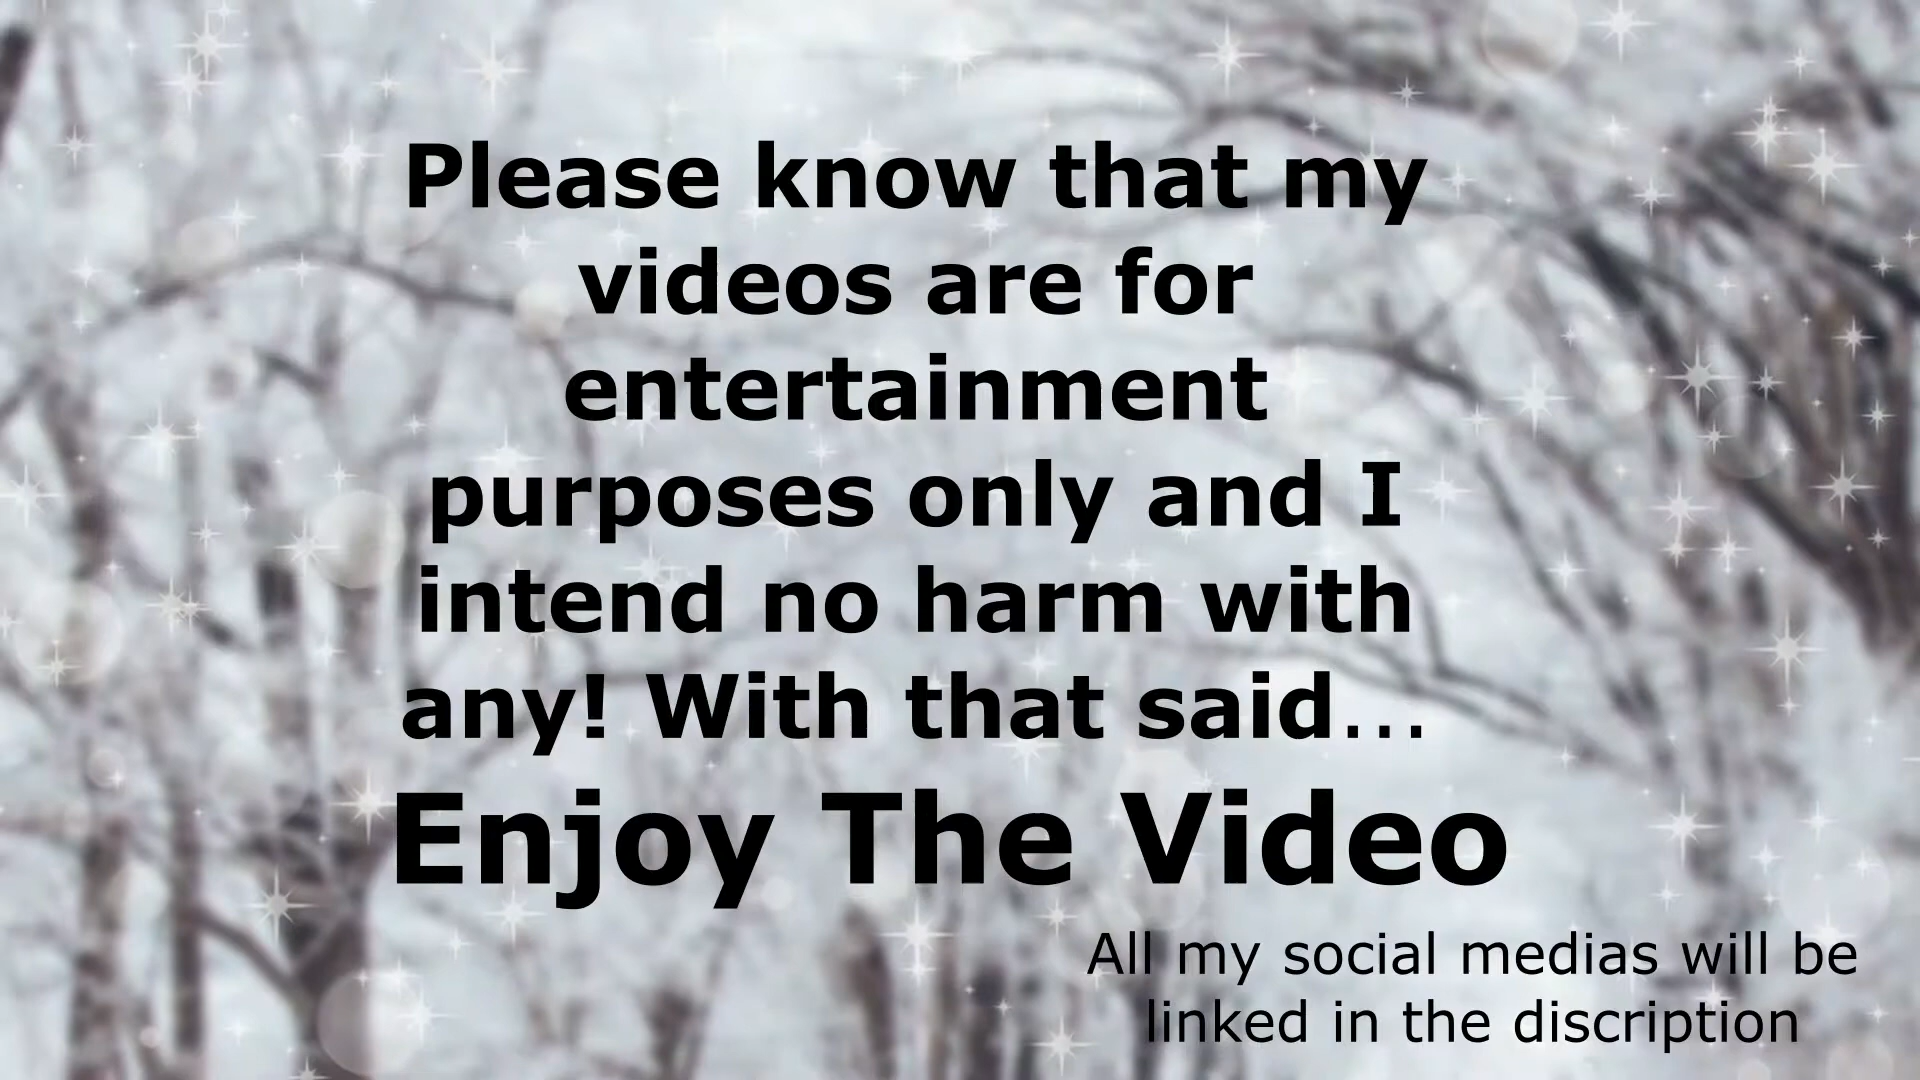 Please know that my
videos are for
entertainment
purposes only and I
intend no harm with
any! With that said...
Enjoy The Video
All my social medias will be
linked in the discription